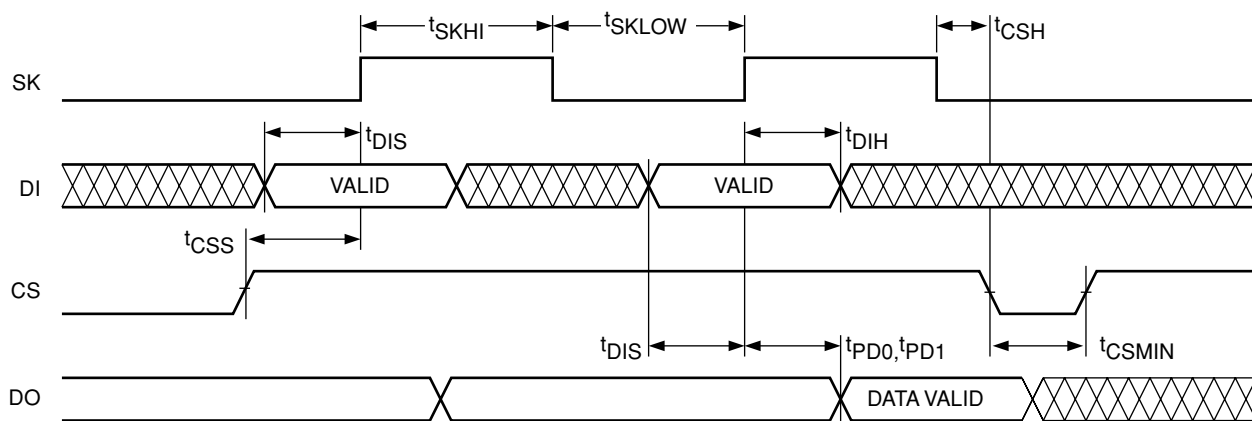 tSKHI
tSKLOW
tCSH
SK
tDIS
tDIH
DI
VALID
VALID
tCSS
CS
tDIS
tPD0,tPD1
tCSMIN
DO
DATA VALID